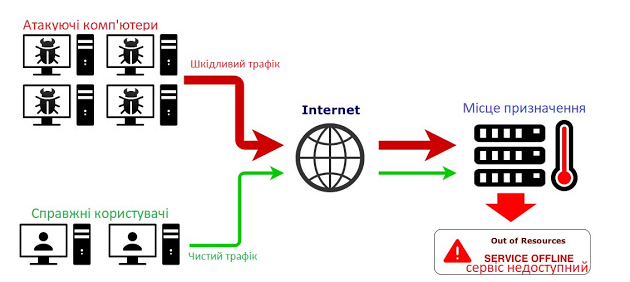 Атакуючі комп'ютери
Шкідливий трафік
Internet
Місце призначення
Справжні користувачі
Чистий трафік
Out of Resources
SERVICE OFFLINE
сервіс недоступний